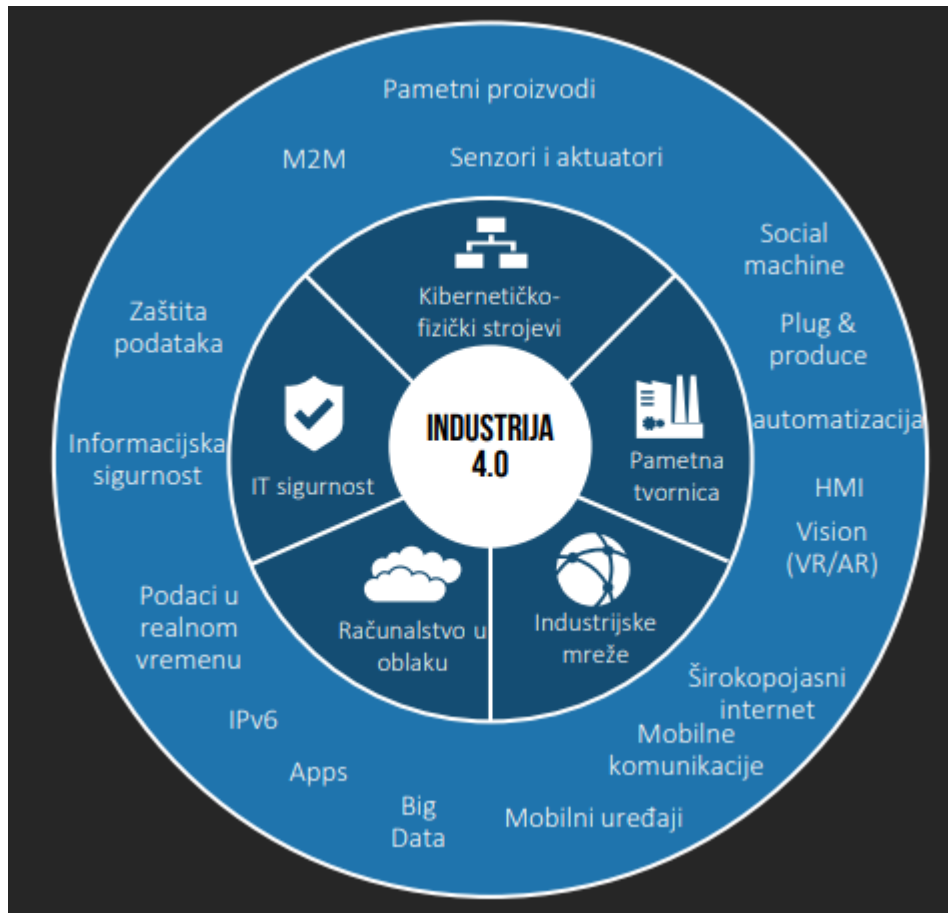 Pametni proizvodi
M2M
Senzori i aktuatori
Social
machine
Plug &
produce
automatizacija
HMI
Vision
(VR/AR)
Širokopojasni
internet
Mobilne
komunikacije
Mobilni uređaji
Big
Data
Apps
IPv6
Podaci u
realnom
vremenu
Informacijska
sigurnost
Zaštita
podataka
Kibernetičko-
fizički strojevi
Pametna
tvornica
Industrijske
mreže
Računalstvo u
oblaku
IT sigurnost
INDUSTRIJA
4.0